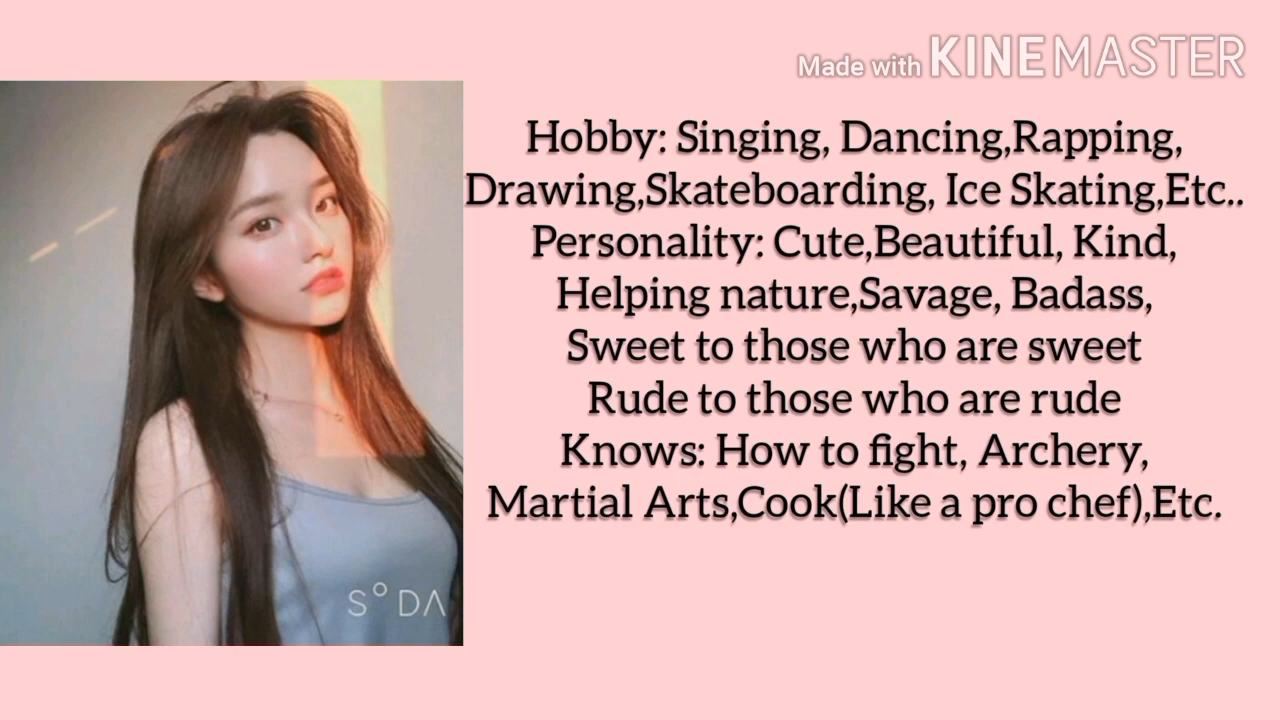 Made with KINEMASTER
Hobby: Singing, Dancing,Rapping,
Drawing,Skateboarding, Ice Skating,Etc..
Personality: Cute,Beautiful, Kind,
Helping nature,Savage, Badass,
Sweet to those who are sweet
Rude to those who are rude
Knows: How to fight, Archery,
Martial Arts,Cook(Like a pro chef),Etc.
SODA